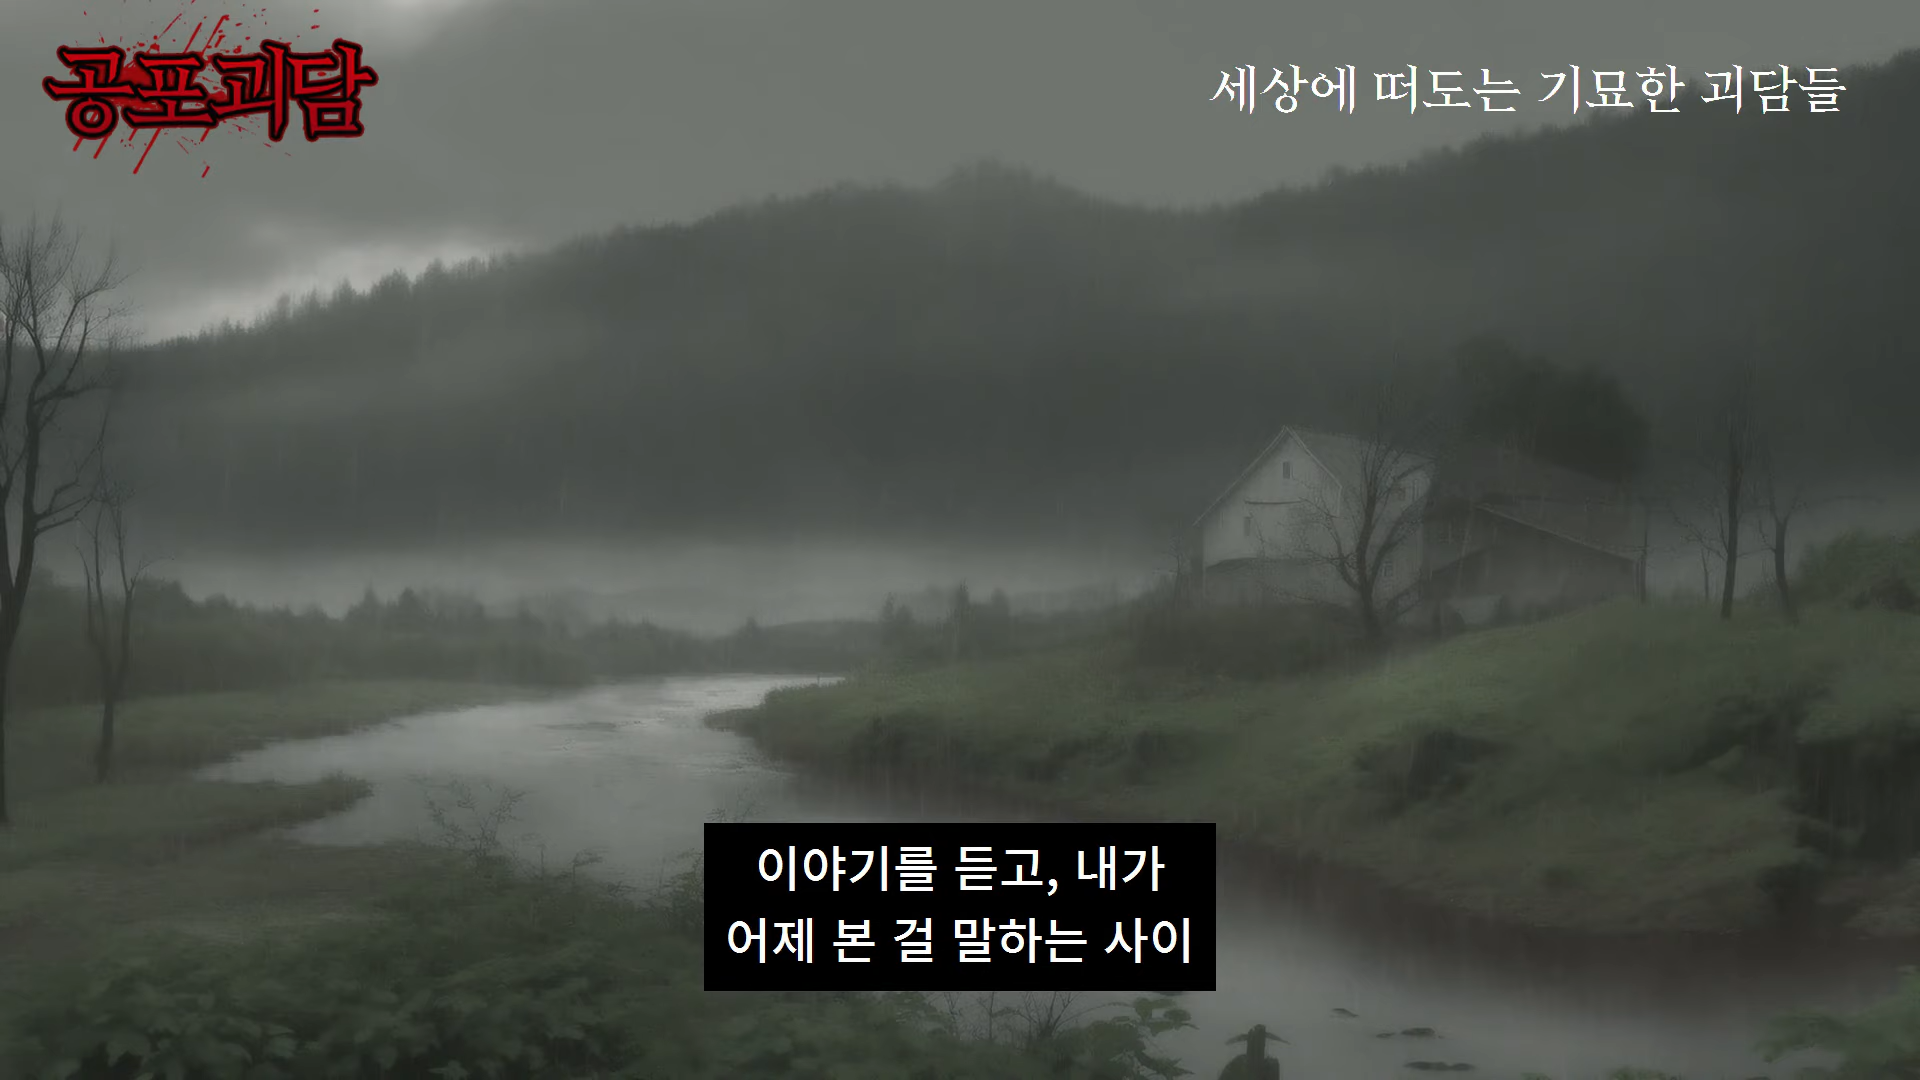 공포괴담
세상에 떠도는 기묘한 괴담들
이야기를 듣고, 내가
어제 본 걸 말하는 사이